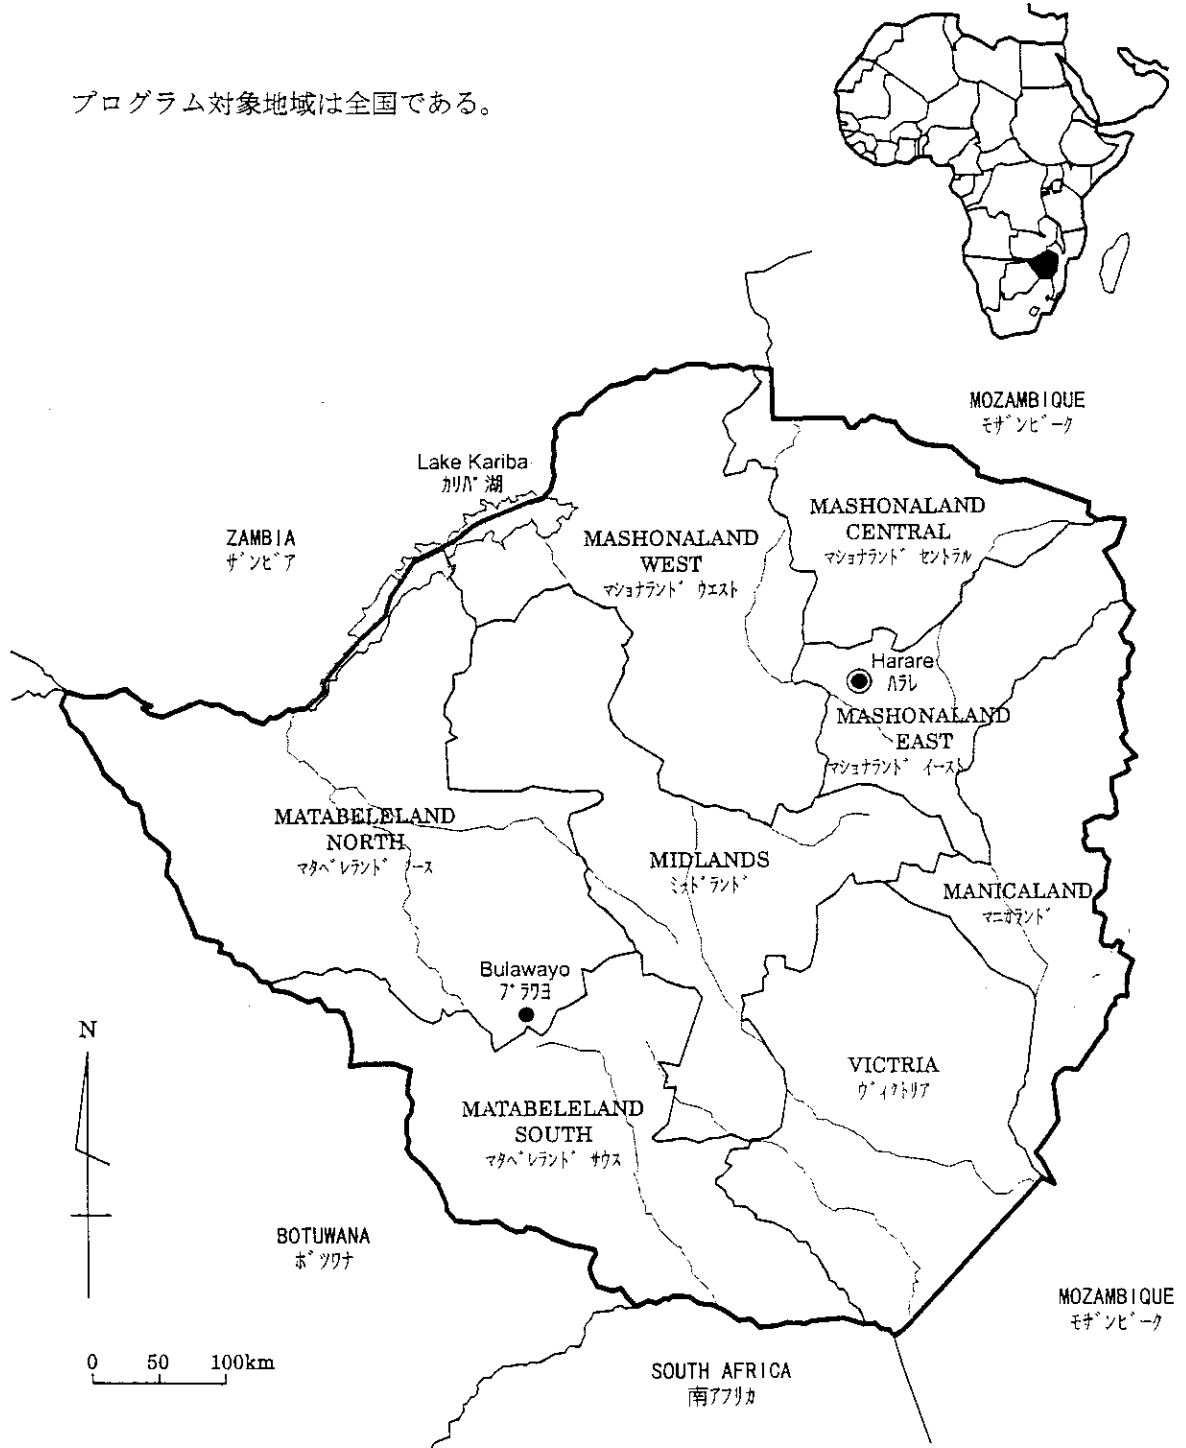 プログラム対象地域は全国である。
MOZAMBIQUE
モザンビーク
Lake Kariba
カリバ湖
ZAMBIA
ザンビア
MASHONALAND
CENTRAL
マショナランド セントラル
MASHONALAND
WEST
マショナランド ウエスト
Harare
ハラレ
MASHONALAND
EAST
マショナランド イースト
MATABELELAND
NORTH
マタベレランド ノース
MIDLANDS
ミッドランド
MANICALAND
マニカランド
Bulawayo
ブラワヨ
N
VICTRIA
ヴィクトリア
MATABELELAND
SOUTH
マタベレランド サウス
BOTUWANA
ボツワナ
MOZAMBIQUE
モザンビーク
0 50 100km
SOUTH AFRICA
南アフリカ